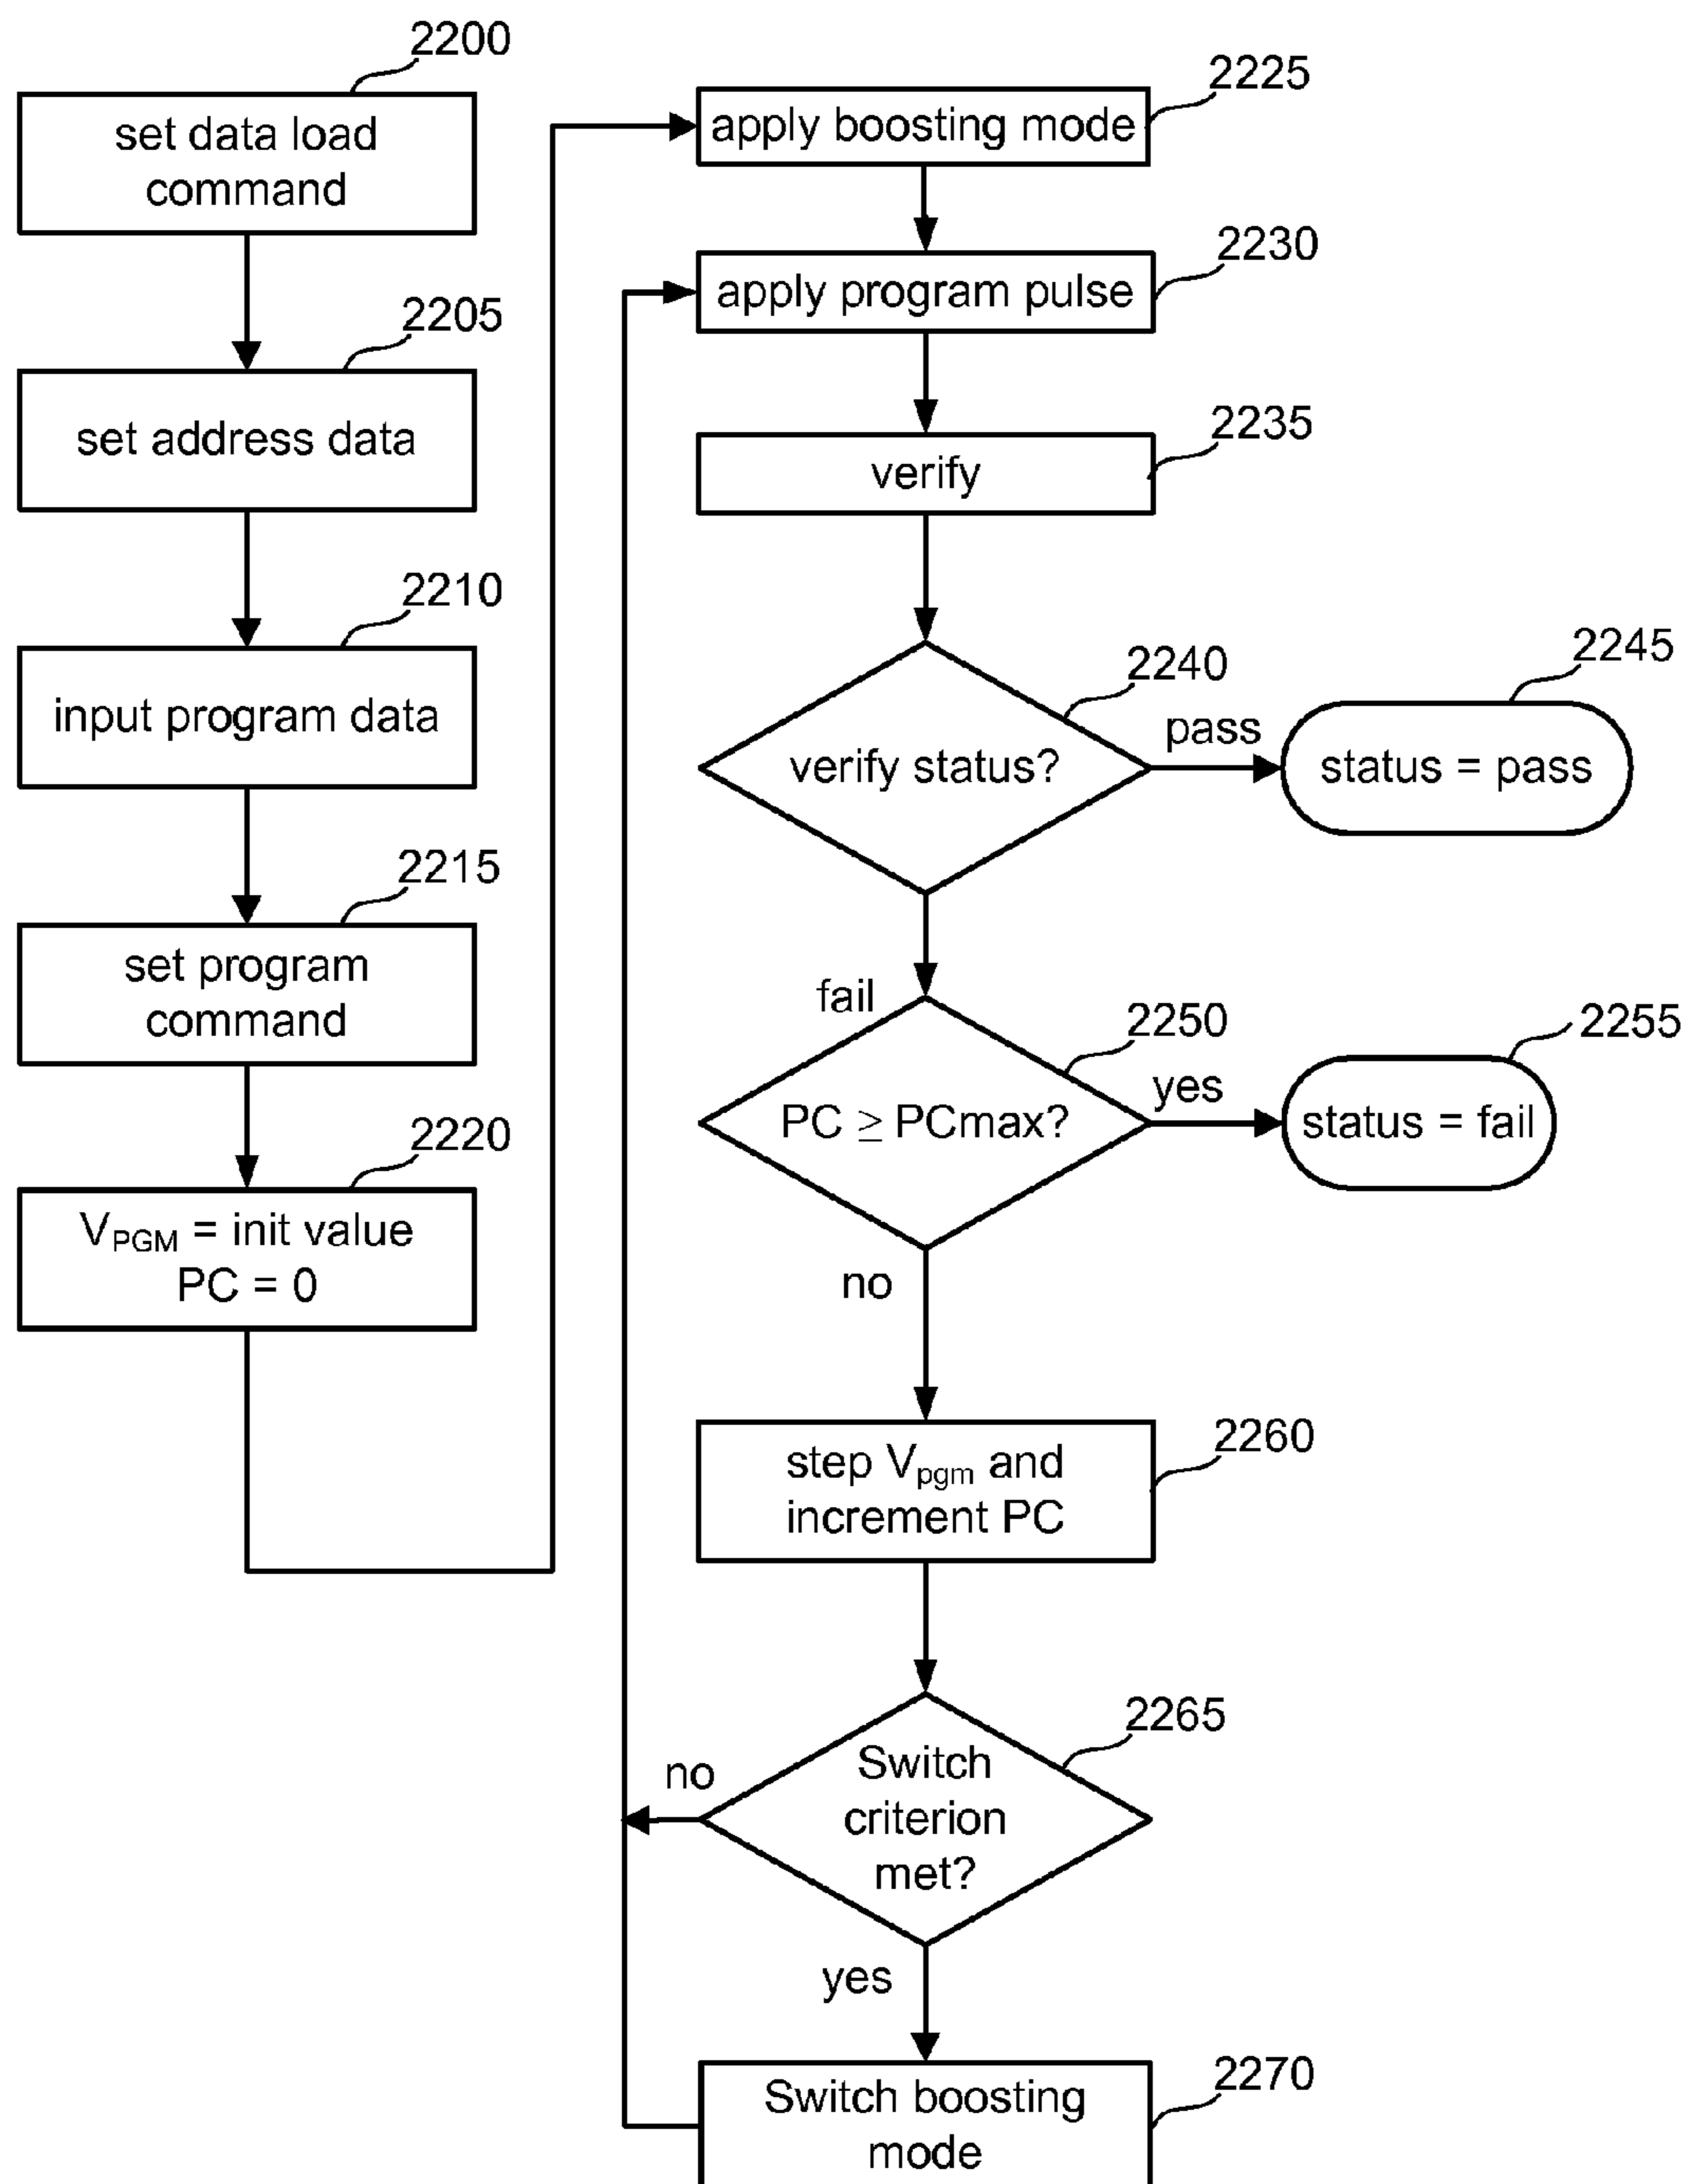 2200
set data load
command
2205
set address data
2210
input program data
2215
set program
command
2220
V_PGM = init value
PC = 0
2225
apply boosting mode
2230
apply program pulse
2235
verify
2240
verify status?
pass
2245
status = pass
fail
2250
PC ≥ PCmax?
yes
2255
status = fail
no
2260
step V_pgm and
increment PC
2265
Switch
criterion
met?
no
yes
2270
Switch boosting
mode